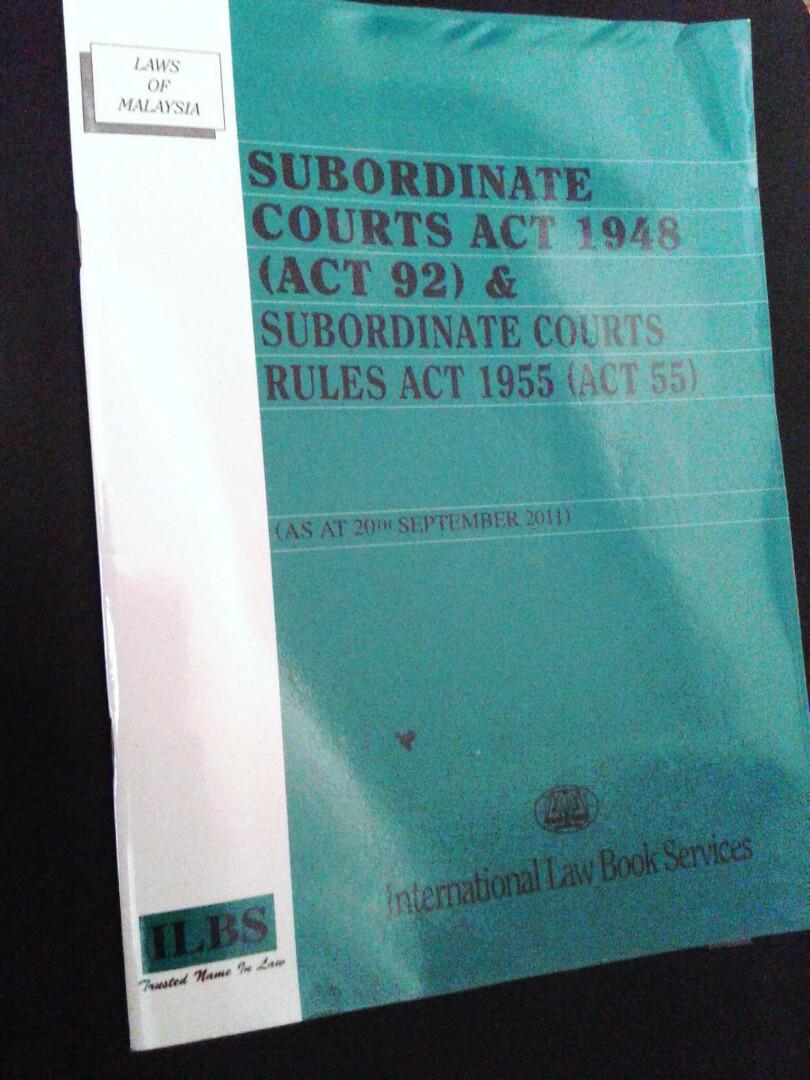 LAWS
OF
MALAYSIA
SUBORDINATE
COURTS ACT 1948
(ACT 92) &
SUBORDINATE COURTS
RULES ACT 1955 (ACT 55)
(AS AT 20TH SEPTEMBER 2011)
International Law Book Services
ILBS
Trusted Name In Law